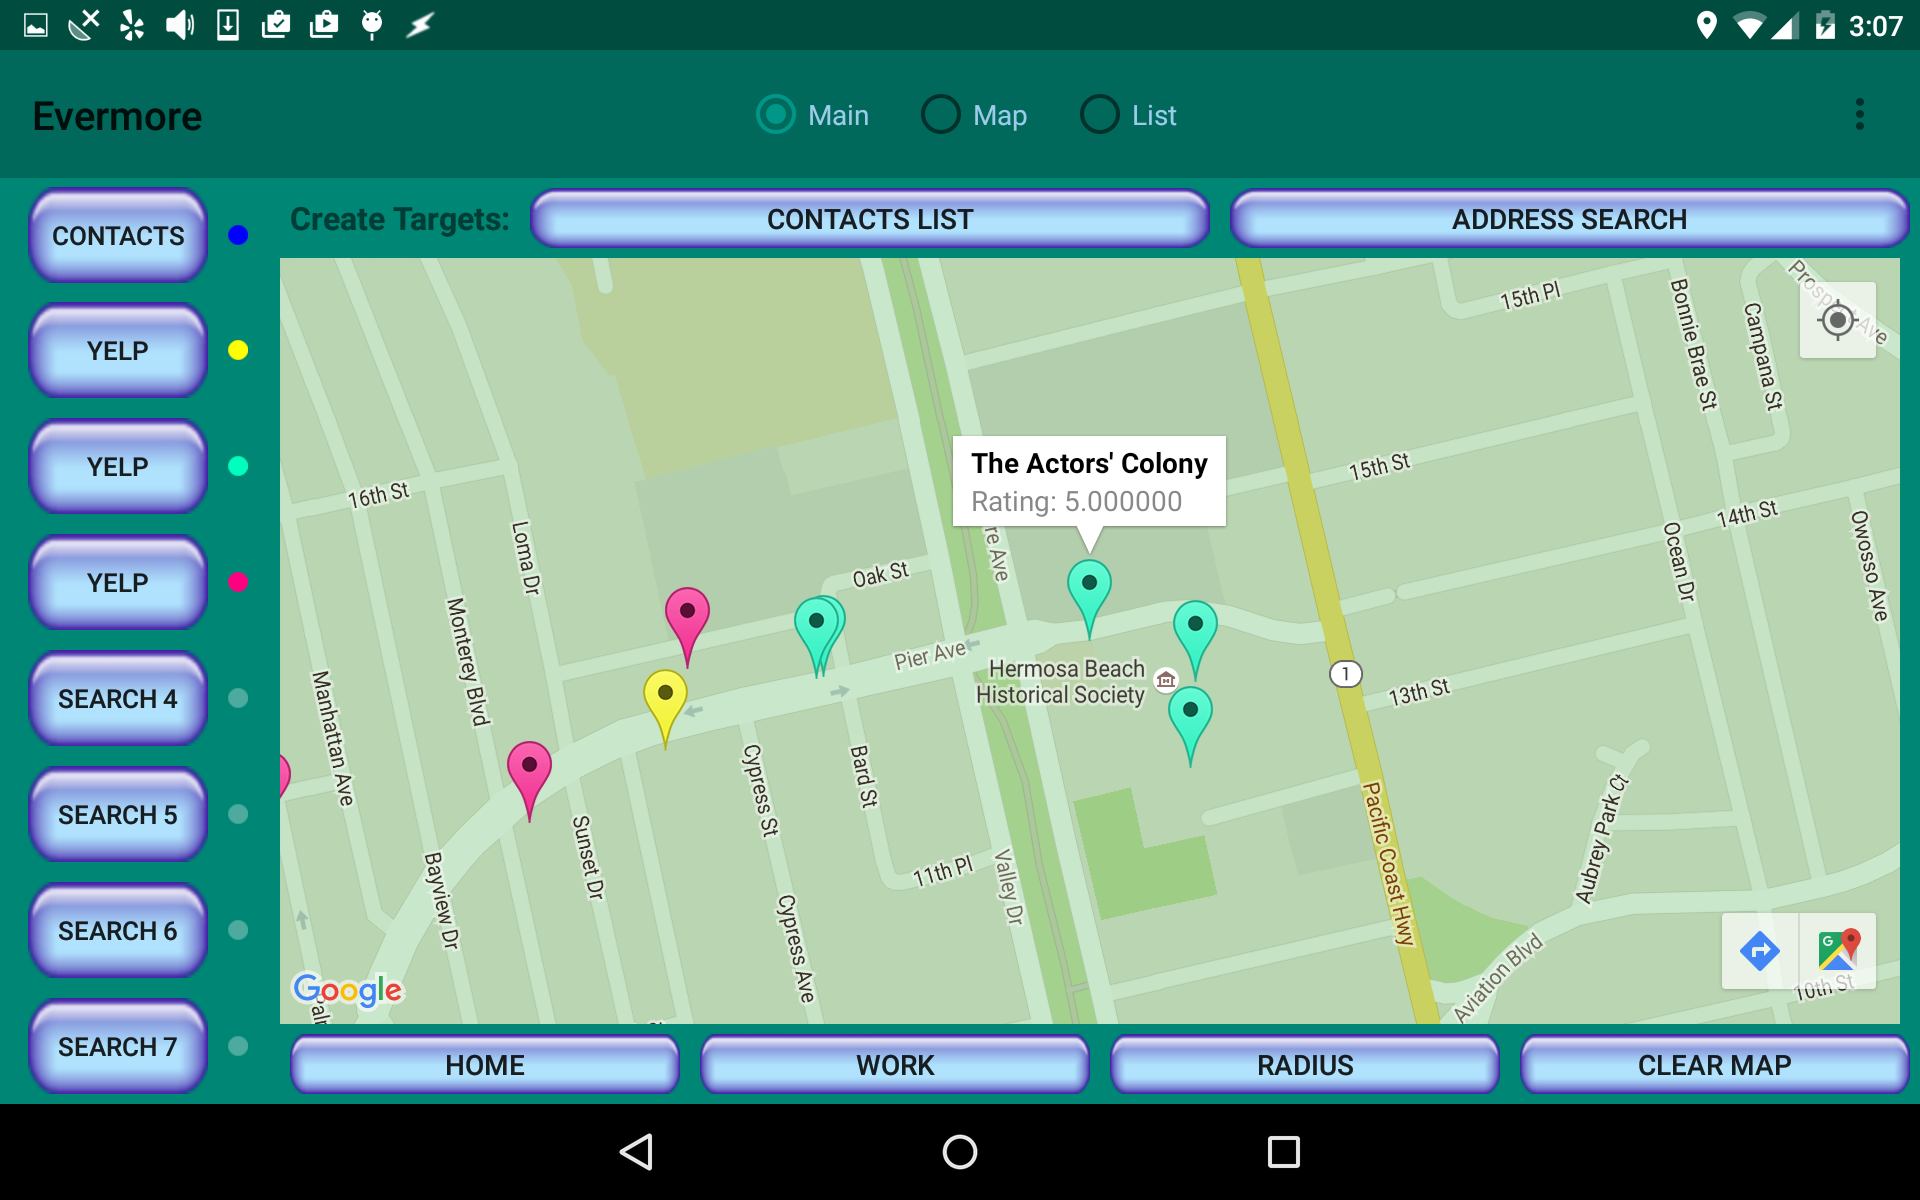 3:07
Evermore
Main
Map
List
CONTACTS
YELP
YELP
YELP
SEARCH 4
SEARCH 5
SEARCH 6
SEARCH 7
Create Targets:
CONTACTS LIST
ADDRESS SEARCH
15th Pl
Bonnie Brae St
Campana St
Prospect Ave
16th St
Loma Dr
The Actors' Colony
Rating: 5.000000
15th St
14th St
Ocean Dr
Owosso Ave
Oak St
re Ave
Monterey Blvd
Manhattan Ave
Pier Ave
Hermosa Beach
Historical Society
1
13th St
Cypress St
Bard St
Sunset Dr
Bayview Dr
11th Pl
Valley Dr
Cypress Ave
Pacific Coast Hwy
Aubrey Park Ct
Aviation Blvd
10th St
Google
G
HOME
WORK
RADIUS
CLEAR MAP